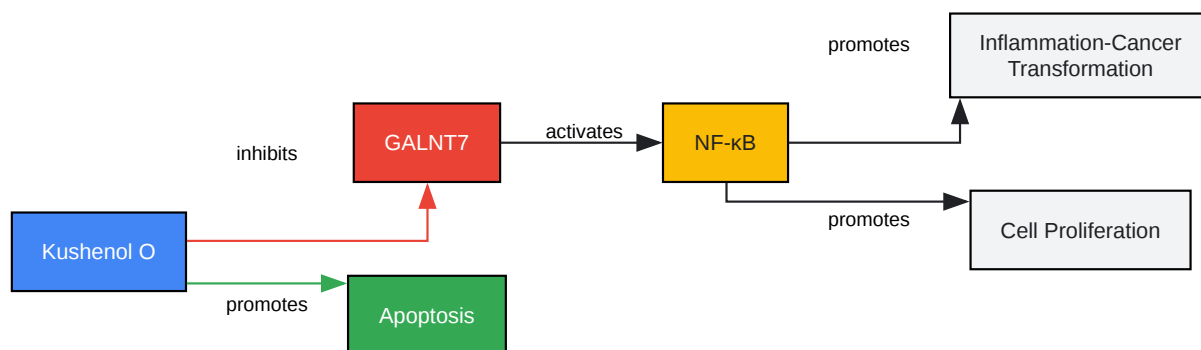 promotes
Inflammation-Cancer
Transformation
GALNT7
activates
NF-κB
inhibits
promotes
Cell Proliferation
Kushenol O
promotes
Apoptosis